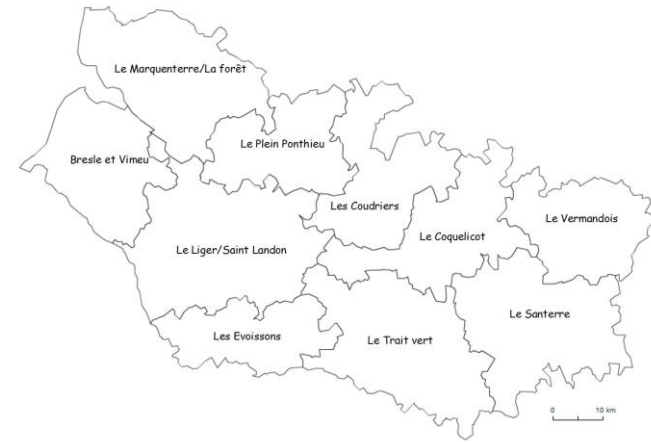 Le Marquenterre/La forêt
Le Plein Ponthieu
Bresle et Vimeu
Les Coudriers
Le Vermandois
Le Coquelicot
Le Liger/Saint Landon
Le Santerre
Les Evoissons
Le Trait vert
0 10 km